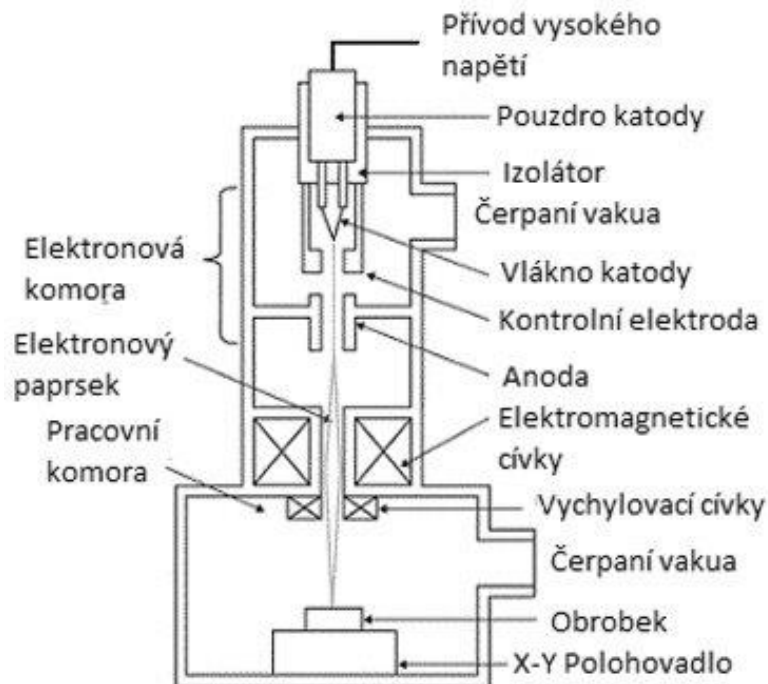 Přívod vysokého
napětí
Pouzdro katody
Izolátor
Čerpaní vakua
Elektronová
komora
Vlákno katody
Kontrolní elektroda
Elektronový
paprsek
Anoda
Elektromagnetické
cívky
Pracovní
komora
Vychylovací cívky
Čerpaní vakua
Obrobek
X-Y Polohovadlo